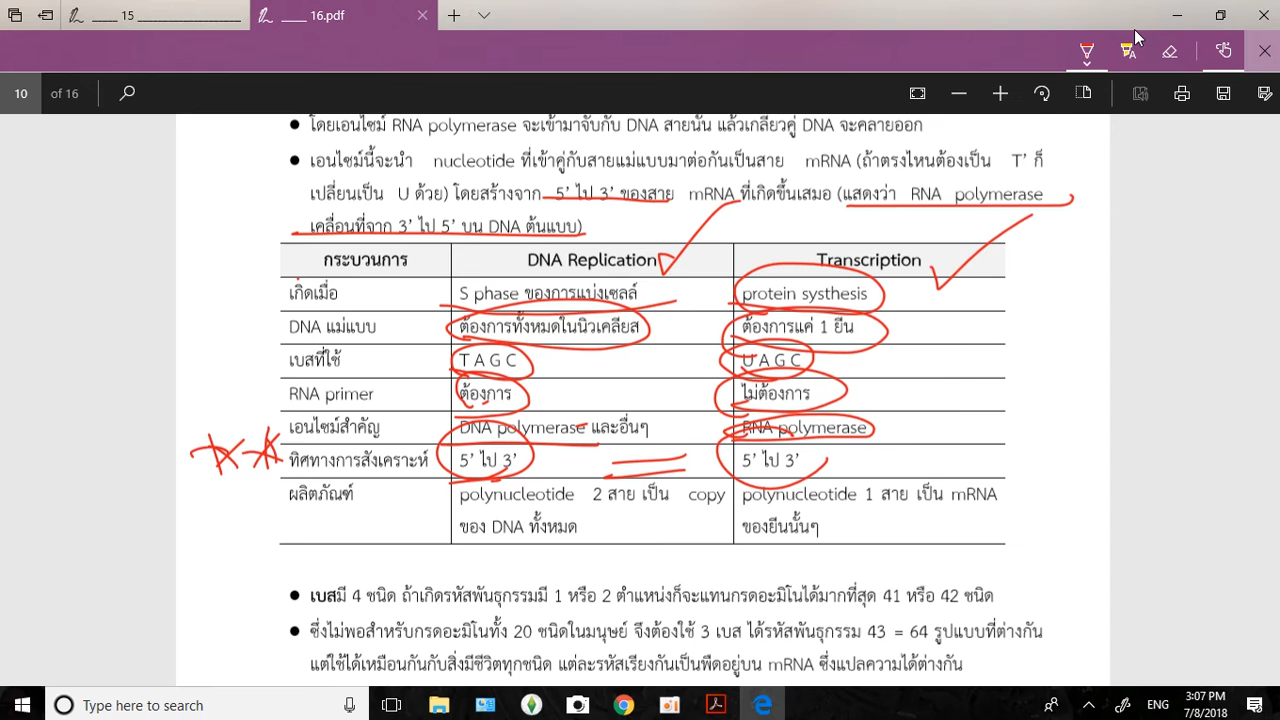 ____ 15 ____________________
____ 16.pdf
10 of 16
โดยเอนไซม์ RNA polymerase จะเข้ามาจับกับ DNA สายนั้น แล้วเกลียวคู่ DNA จะคลายออก
เอนไซม์นี้จะนำ nucleotide ที่เข้าคู่กับสายแม่แบบมาต่อกันเป็นสาย mRNA (ถ้าตรงไหนต้องเป็น T’ ก็
เปลี่ยนเป็น U ด้วย) โดยสร้างจาก 5’ ไป 3’ ของสาย mRNA ที่เกิดขึ้นเสมอ (แสดงว่า RNA polymerase
เคลื่อนที่จาก 3’ ไป 5’ บน DNA ต้นแบบ)
กระบวนการ DNA Replication Transcription
เกิดเมื่อ S phase ของการแบ่งเซลล์ protein systhesis
DNA แม่แบบ ต้องการทั้งหมดในนิวเคลียส ต้องการแค่ 1 ยีน
เบสที่ใช้ T A G C U A G C
RNA primer ต้องการ ไม่ต้องการ
เอนไซม์สำคัญ DNA polymerase และอื่นๆ RNA polymerase
ทิศทางการสังเคราะห์ 5’ ไป 3’ 5’ ไป 3’
ผลิตภัณฑ์ polynucleotide 2 สาย เป็น copy polynucleotide 1 สาย เป็น mRNA
ของ DNA ทั้งหมด ของยีนนั้นๆ
เบสมี 4 ชนิด ถ้าเกิดรหัสพันธุกรรมมี 1 หรือ 2 ตำแหน่งก็จะแทนกรดอะมิโนได้มากที่สุด 41 หรือ 42 ชนิด
ซึ่งไม่พอสำหรับกรดอะมิโนทั้ง 20 ชนิดในมนุษย์ จึงต้องใช้ 3 เบส ได้รหัสพันธุกรรม 43 = 64 รูปแบบที่ต่างกัน
แต่ใช้ได้เหมือนกันกับสิ่งมีชีวิตทุกชนิด แต่ละรหัสเรียงกันเป็นพืดอยู่บน mRNA ซึ่งแปลความได้ต่างกัน
Type here to search
ENG
3:07 PM
7/8/2018